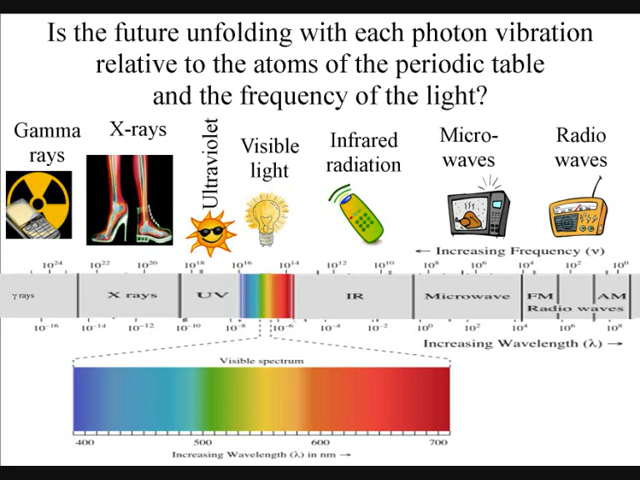 Is the future unfolding with each photon vibration
relative to the atoms of the periodic table
and the frequency of the light?
Gamma
rays
X-rays
Ultraviolet
Visible
light
Infrared
radiation
Micro-
waves
Radio
waves
← Increasing Frequency (ν)
10²⁴ 10²² 10²⁰ 10¹⁸ 10¹⁶ 10¹⁴ 10¹² 10¹⁰ 10⁸ 10⁶ 10⁴ 10² 10⁰
γ rays X rays UV IR Microwave FM AM
Radio waves
10⁻¹⁶ 10⁻¹⁴ 10⁻¹² 10⁻¹⁰ 10⁻⁸ 10⁻⁶ 10⁻⁴ 10⁻² 10⁰ 10² 10⁴ 10⁶ 10⁸
Increasing Wavelength (λ) →
Visible spectrum
400 500 600 700
Increasing Wavelength (λ) in nm →